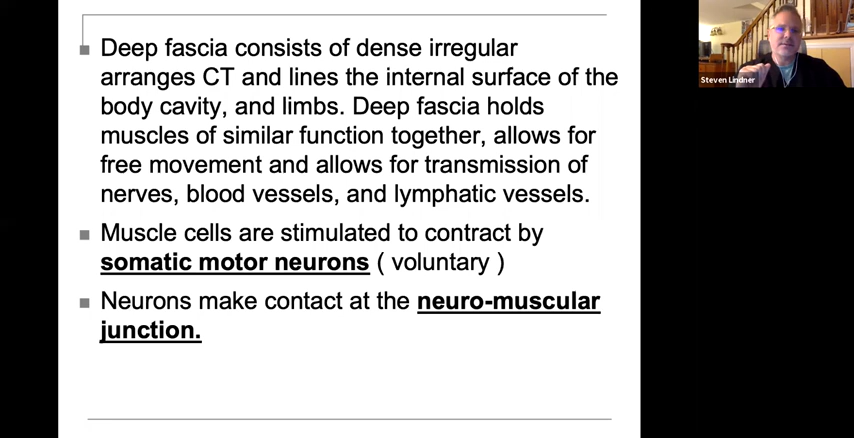 Deep fascia consists of dense irregular
arranges CT and lines the internal surface of the
body cavity, and limbs. Deep fascia holds
muscles of similar function together, allows for
free movement and allows for transmission of
nerves, blood vessels, and lymphatic vessels.
Muscle cells are stimulated to contract by
somatic motor neurons ( voluntary )
Neurons make contact at the neuro-muscular
junction.
Steven Lindner